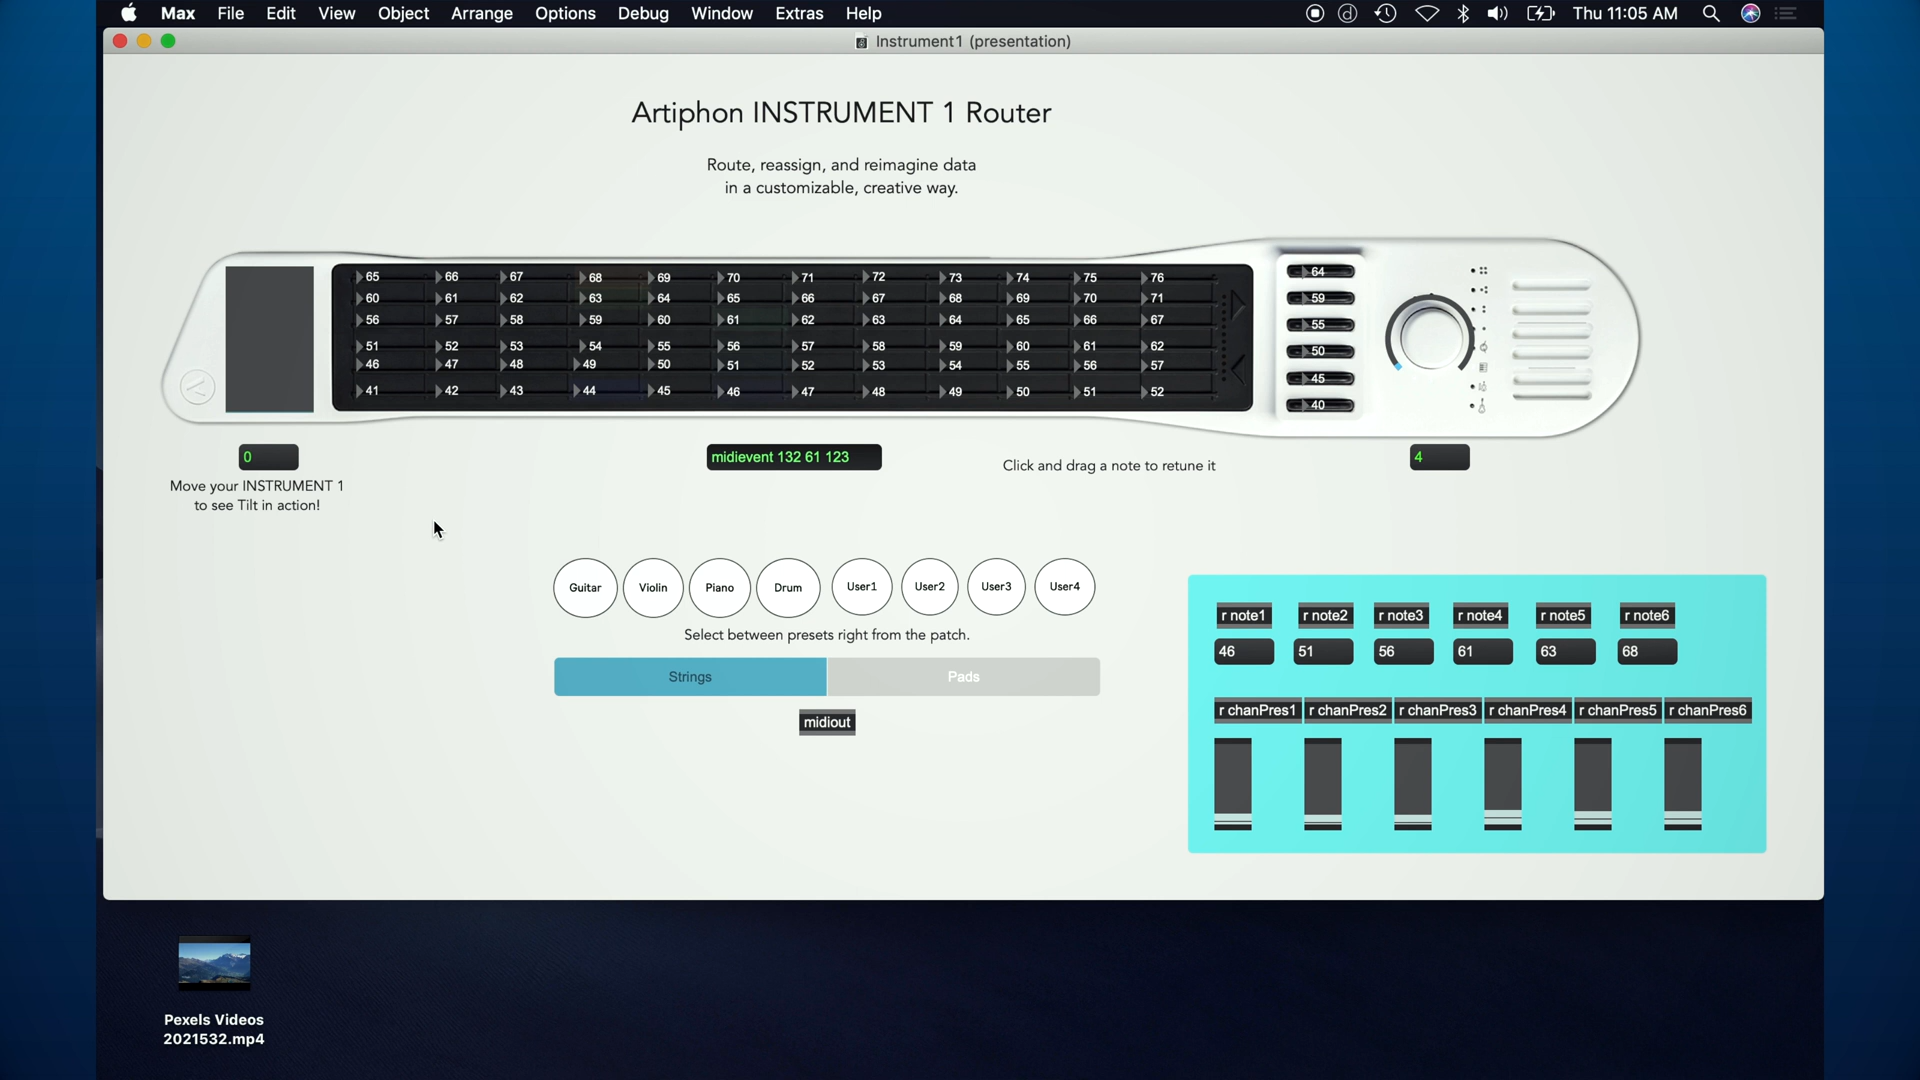 Max File Edit View Object Arrange Options Debug Window Extras Help
Thu 11:05 AM
Instrument1 (presentation)
Artiphon INSTRUMENT 1 Router
Route, reassign, and reimagine data
in a customizable, creative way.
65 66 67 68 69 70 71 72 73 74 75 76
60 61 62 63 64 65 66 67 68 69 70 71
56 57 58 59 60 61 62 63 64 65 66 67
51 52 53 54 55 56 57 58 59 60 61 62
46 47 48 49 50 51 52 53 54 55 56 57
41 42 43 44 45 46 47 48 49 50 51 52
64
59
55
50
45
40
0
midievent 132 61 123
Click and drag a note to retune it
4
Move your INSTRUMENT 1
to see Tilt in action!
Guitar Violin Piano Drum User1 User2 User3 User4
Select between presets right from the patch.
Strings Pads
midiout
r note1 r note2 r note3 r note4 r note5 r note6
46 51 56 61 63 68
r chanPres1 r chanPres2 r chanPres3 r chanPres4 r chanPres5 r chanPres6
Pexels Videos
2021532.mp4